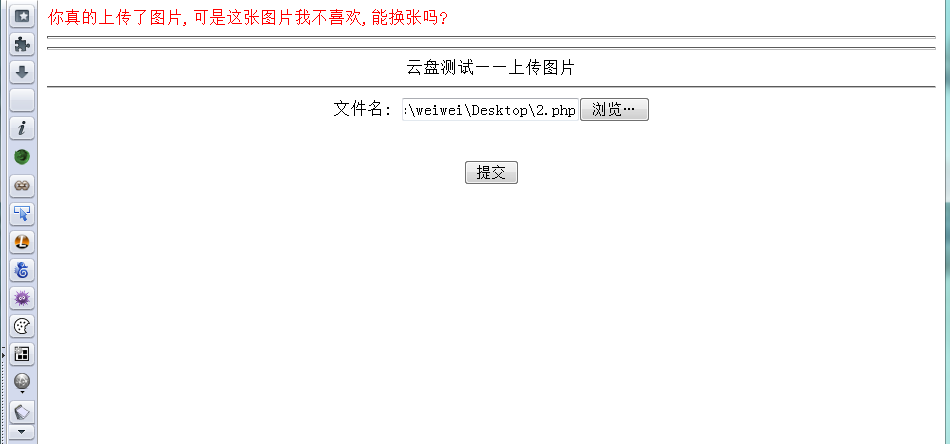 你真的上传了图片,可是这张图片我不喜欢,能换张吗?
云盘测试——上传图片
文件名: :\weiwei\Desktop\2.php 浏览…
提交